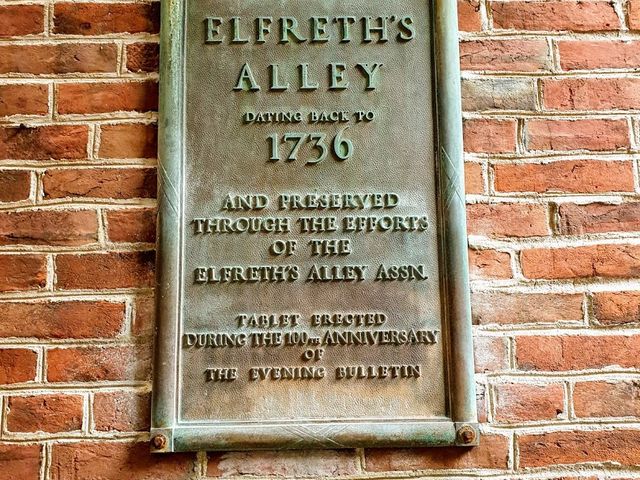 ELFRETH'S
ALLEY
DATING BACK TO
1736
AND PRESERVED
THROUGH THE EFFORTS
OF THE
ELFRETH'S ALLEY ASSN.
TABLET ERECTED
DURING THE 100TH ANNIVERSARY
OF
THE EVENING BULLETIN